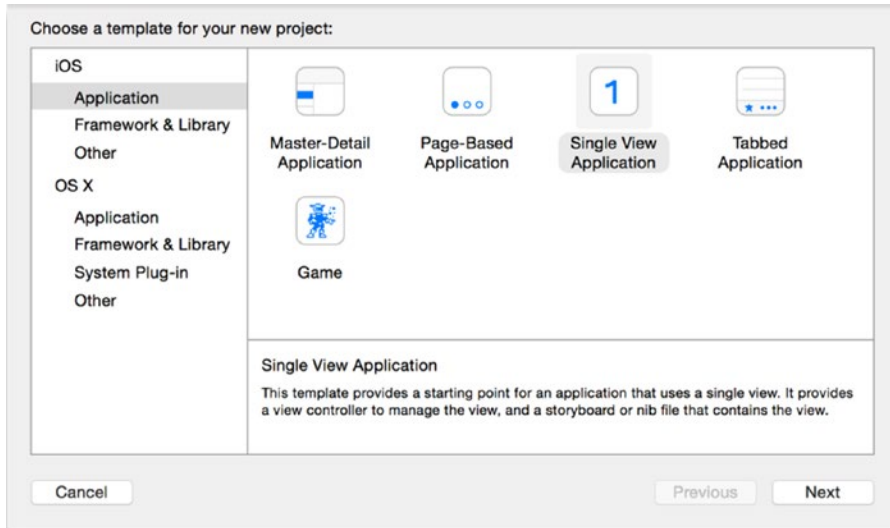 Choose a template for your new project:
iOS
Application
Framework & Library
Other
OS X
Application
Framework & Library
System Plug-in
Other
Master-Detail
Application
Page-Based
Application
1
Single View
Application
Tabbed
Application
Game
Single View Application
This template provides a starting point for an application that uses a single view. It provides
a view controller to manage the view, and a storyboard or nib file that contains the view.
Cancel
Previous
Next